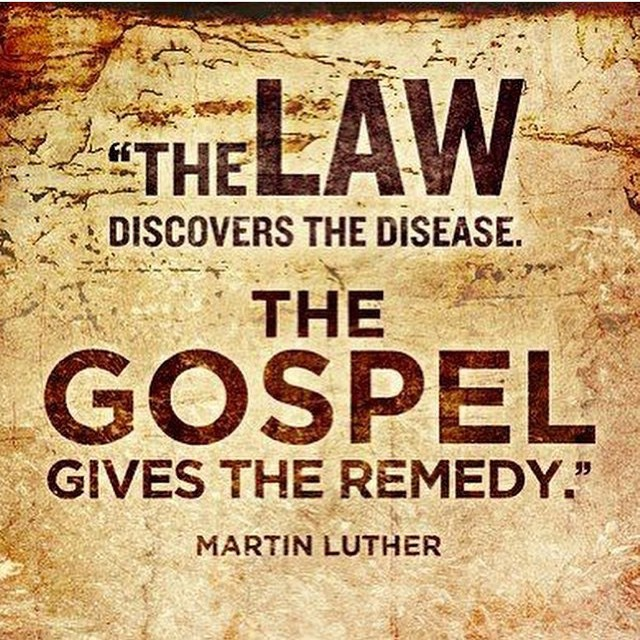 “THE LAW
DISCOVERS THE DISEASE.
THE
GOSPEL
GIVES THE REMEDY.”
MARTIN LUTHER